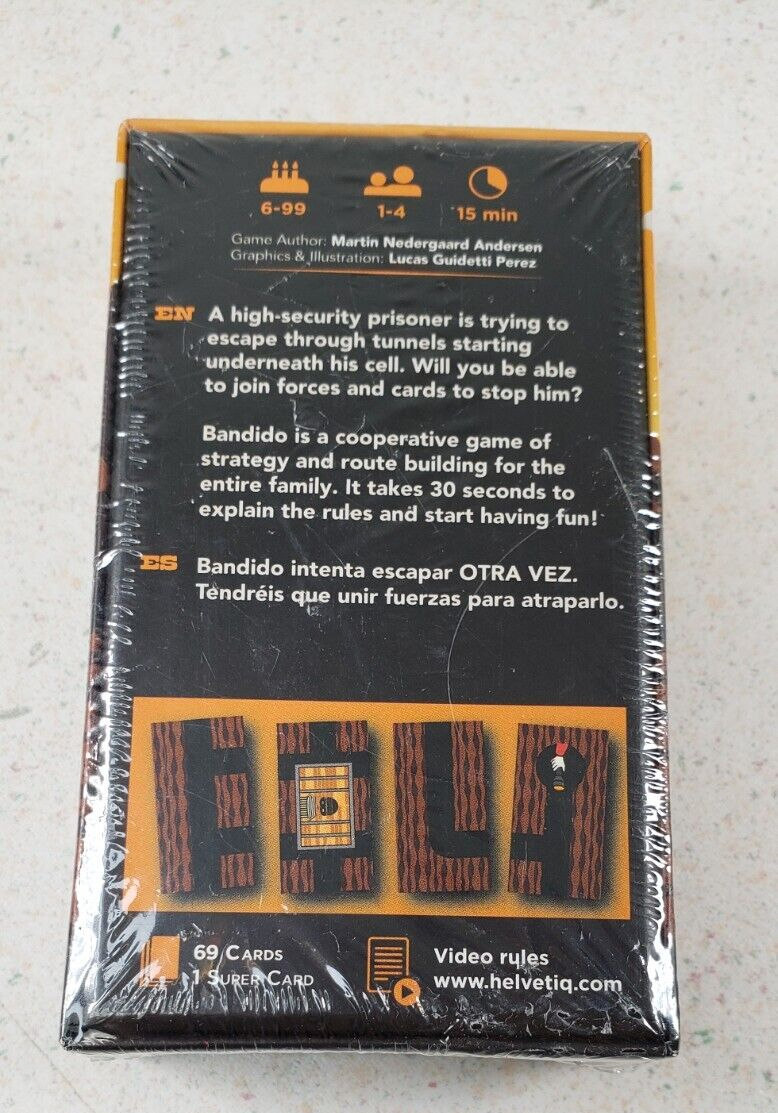 6-99
1-4
15 min
Game Author: Martin Nedergaard Andersen
Graphics & Illustration: Lucas Guidetti Perez
EN
A high-security prisoner is trying to
escape through tunnels starting
underneath his cell. Will you be able
to join forces and cards to stop him?
Bandido is a cooperative game of
strategy and route building for the
entire family. It takes 30 seconds to
explain the rules and start having fun!
ES
Bandido intenta escapar OTRA VEZ.
Tendréis que unir fuerzas para atraparlo.
69 Cards
1 Super Card
Video rules
www.helvetiq.com